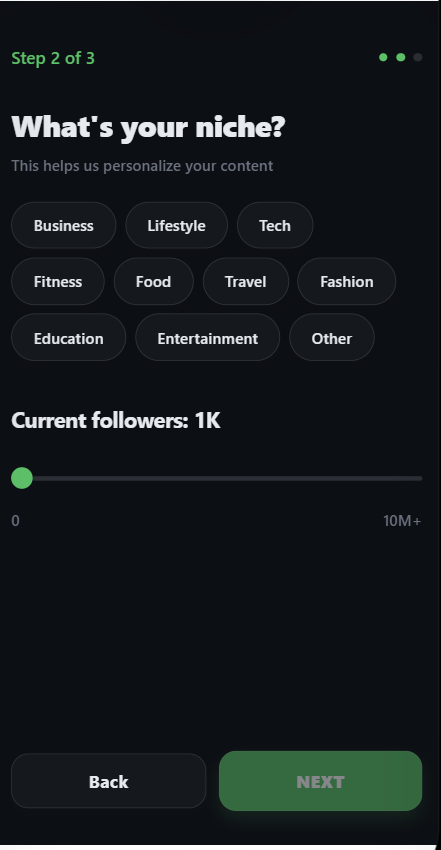 Step 2 of 3
What's your niche?
This helps us personalize your content
Business Lifestyle Tech
Fitness Food Travel Fashion
Education Entertainment Other
Current followers: 1K
0 10M+
Back NEXT